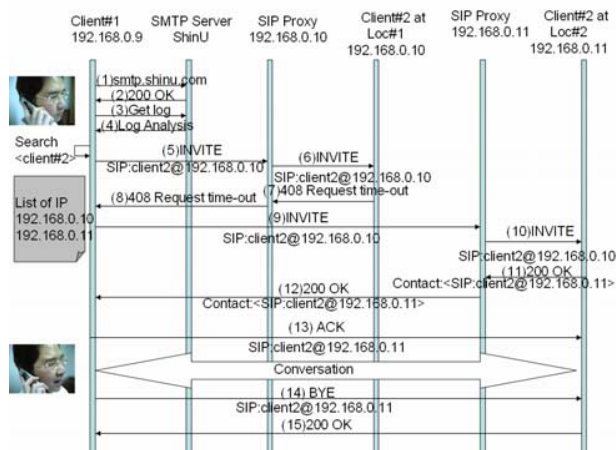 Client#1
192.168.0.9
SMTP Server
ShinU
SIP Proxy
192.168.0.10
Client#2 at
Loc#1
192.168.0.10
SIP Proxy
192.168.0.11
Client#2 at
Loc#2
192.168.0.11
(1)smtp.shinu.com
(2)200 OK
(3)Get log
(4)Log Analysis
Search
<client#2>
(5)INVITE
SIP:client2@192.168.0.10
(6)INVITE
SIP:client2@192.168.0.10
(7)408 Request time-out
(8)408 Request time-out
List of IP
192.168.0.10
192.168.0.11
(9)INVITE
SIP:client2@192.168.0.10
(10)INVITE
SIP:client2@192.168.0.10
(11)200 OK
Contact:<SIP:client2@192.168.0.11>
(12)200 OK
Contact:<SIP:client2@192.168.0.11>
(13) ACK
SIP:client2@192.168.0.11
Conversation
(14) BYE
SIP:client2@192.168.0.11
(15)200 OK